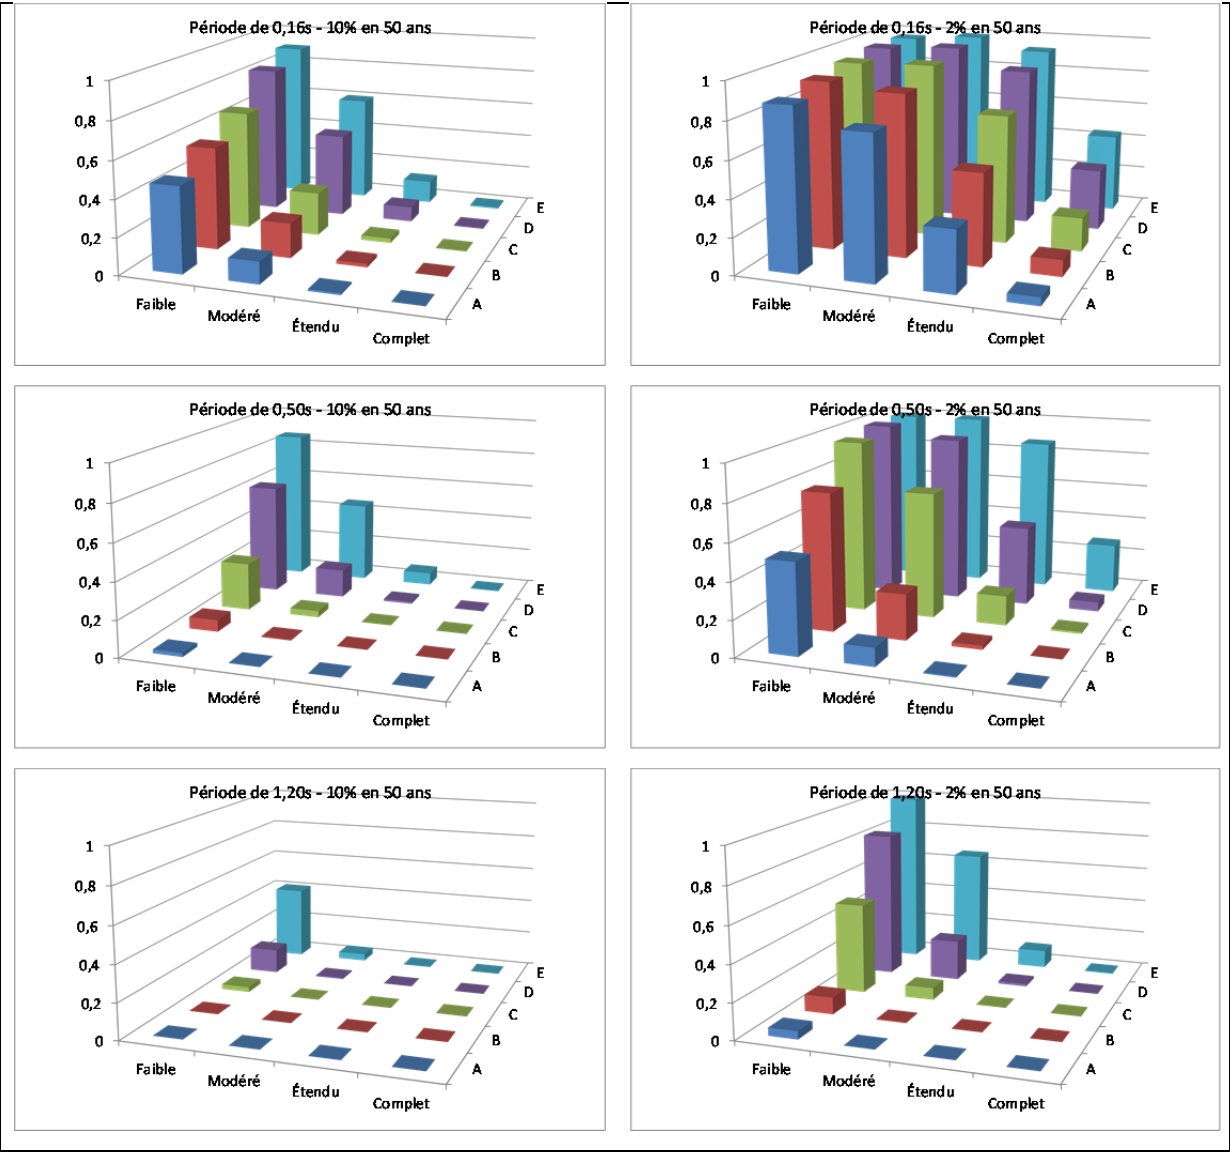 Période de 0,16s - 10% en 50 ans
1
0,8
0,6
0,4
0,2
0
Faible
Modéré
Étendu
Complet
A
B
C
D
E
Période de 0,16s - 2% en 50 ans
1
0,8
0,6
0,4
0,2
0
Faible
Modéré
Étendu
Complet
A
B
C
D
E
Période de 0,50s - 10% en 50 ans
1
0,8
0,6
0,4
0,2
0
Faible
Modéré
Étendu
Complet
A
B
C
D
E
Période de 0,50s - 2% en 50 ans
1
0,8
0,6
0,4
0,2
0
Faible
Modéré
Étendu
Complet
A
B
C
D
E
Période de 1,20s - 10% en 50 ans
1
0,8
0,6
0,4
0,2
0
Faible
Modéré
Étendu
Complet
A
B
C
D
E
Période de 1,20s - 2% en 50 ans
1
0,8
0,6
0,4
0,2
0
Faible
Modéré
Étendu
Complet
A
B
C
D
E